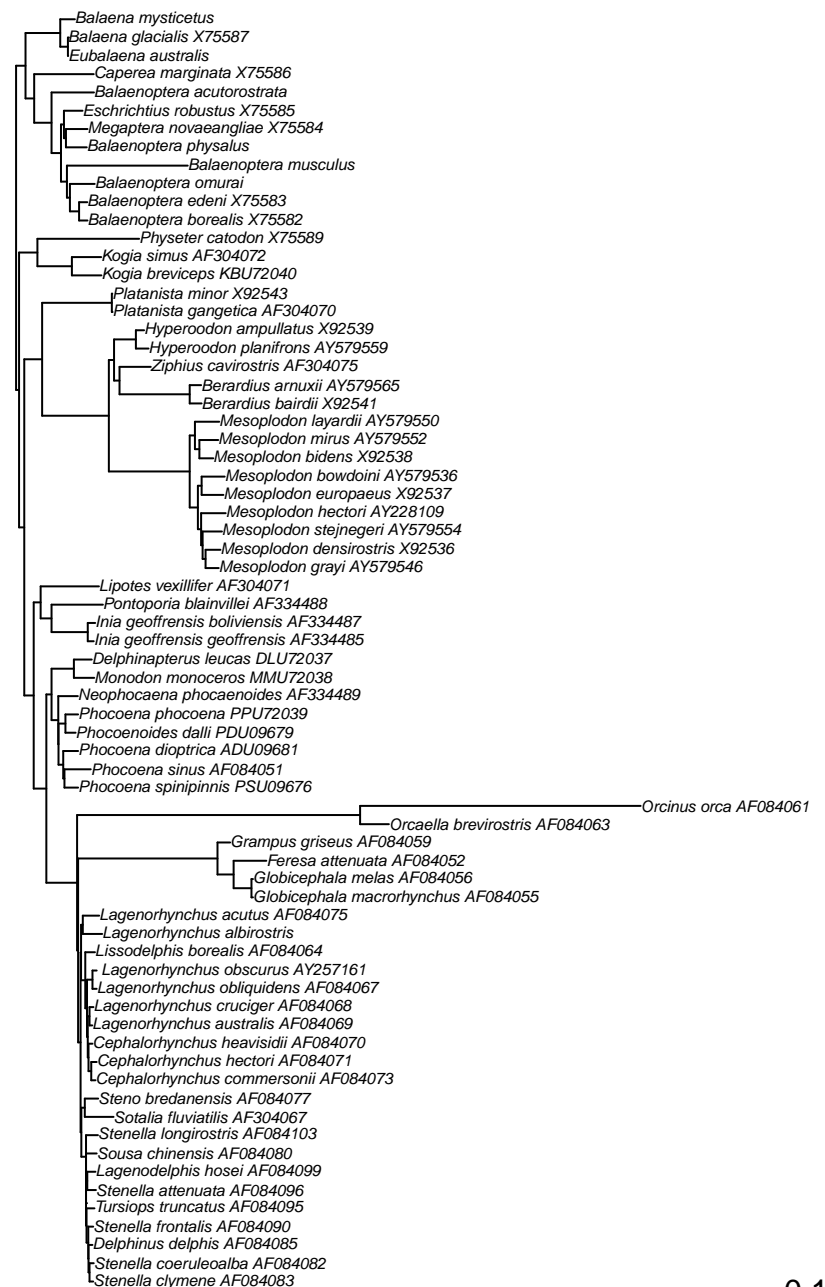 Balaena mysticetus
Balaena glacialis X75587
Eubalaena australis
Caperea marginata X75586
Balaenoptera acutorostrata
Eschrichtius robustus X75585
Megaptera novaeangliae X75584
Balaenoptera physalus
Balaenoptera musculus
Balaenoptera omurai
Balaenoptera edeni X75583
Balaenoptera borealis X75582
Physeter catodon X75589
Kogia simus AF304072
Kogia breviceps KBU72040
Platanista minor X92543
Platanista gangetica AF304070
Hyperoodon ampullatus X92539
Hyperoodon planifrons AY579559
Ziphius cavirostris AF304075
Berardius arnuxii AY579565
Berardius bairdii X92541
Mesoplodon layardii AY579550
Mesoplodon mirus AY579552
Mesoplodon bidens X92538
Mesoplodon bowdoini AY579536
Mesoplodon europaeus X92537
Mesoplodon hectori AY228109
Mesoplodon stejnegeri AY579554
Mesoplodon densirostris X92536
Mesoplodon grayi AY579546
Lipotes vexillifer AF304071
Pontoporia blainvillei AF334488
Inia geoffrensis boliviensis AF334487
Inia geoffrensis geoffrensis AF334485
Delphinapterus leucas DLU72037
Monodon monoceros MMU72038
Neophocaena phocaenoides AF334489
Phocoena phocoena PPU72039
Phocoenoides dalli PDU09679
Phocoena dioptrica ADU09681
Phocoena sinus AF084051
Phocoena spinipinnis PSU09676
Orcinus orca AF084061
Orcaella brevirostris AF084063
Grampus griseus AF084059
Feresa attenuata AF084052
Globicephala melas AF084056
Globicephala macrorhynchus AF084055
Lagenorhynchus acutus AF084075
Lagenorhynchus albirostris
Lissodelphis borealis AF084064
Lagenorhynchus obscurus AY257161
Lagenorhynchus obliquidens AF084067
Lagenorhynchus cruciger AF084068
Lagenorhynchus australis AF084069
Cephalorhynchus heavisidii AF084070
Cephalorhynchus hectori AF084071
Cephalorhynchus commersonii AF084073
Steno bredanensis AF084077
Sotalia fluviatilis AF304067
Stenella longirostris AF084103
Sousa chinensis AF084080
Lagenodelphis hosei AF084099
Stenella attenuata AF084096
Tursiops truncatus AF084095
Stenella frontalis AF084090
Delphinus delphis AF084085
Stenella coeruleoalba AF084082
Stenella clymene AF084083
0.1